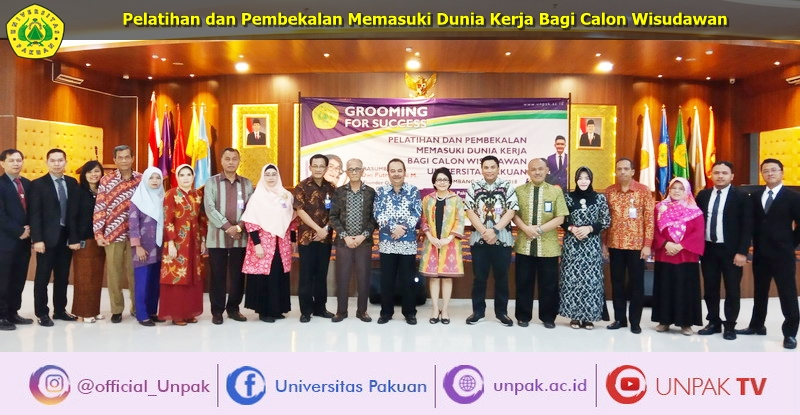 Pelatihan dan Pembekalan Memasuki Dunia Kerja Bagi Calon Wisudawan
UNIVERSITAS
PAKUAN
www.unpak.ac.id
GROOMING
FOR SUCCESS
PELATIHAN DAN PEMBEKALAN
MEMASUKI DUNIA KERJA
BAGI CALON WISUDAWAN
PAKUAN
@official_Unpak
Universitas Pakuan
unpak.ac.id
UNPAK TV